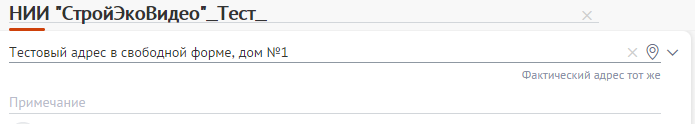 НИИ "СтройЭкоВидео"_Тест_
Тестовый адрес в свободной форме, дом №1
Фактический адрес тот же
Примечание